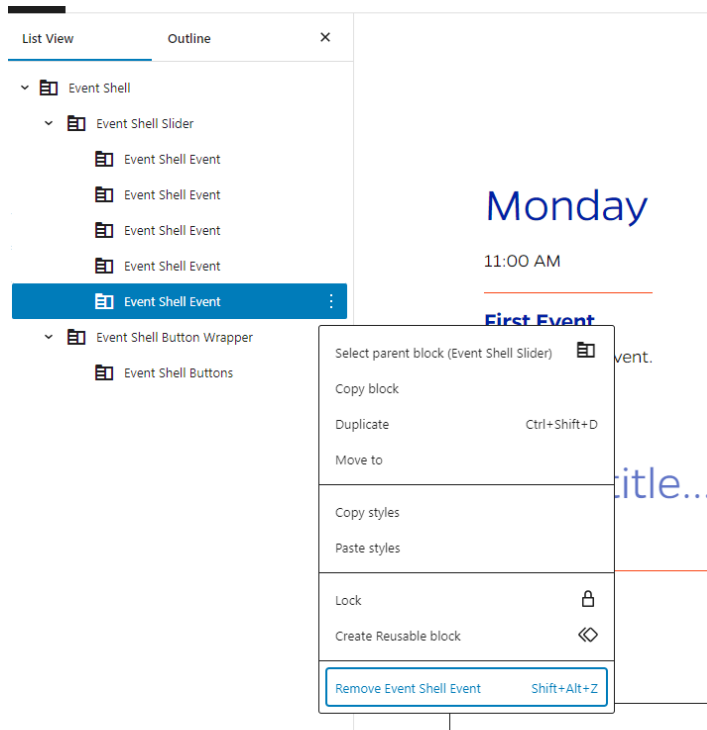 List View
Outline
Event Shell
Event Shell Slider
Event Shell Event
Event Shell Event
Event Shell Event
Event Shell Event
Event Shell Event
Event Shell Button Wrapper
Event Shell Buttons
Select parent block (Event Shell Slider)
Copy block
Duplicate Ctrl+Shift+D
Move to
Copy styles
Paste styles
Lock
Create Reusable block
Remove Event Shell Event Shift+Alt+Z
Monday
11:00 AM
First Event
vent.
title...